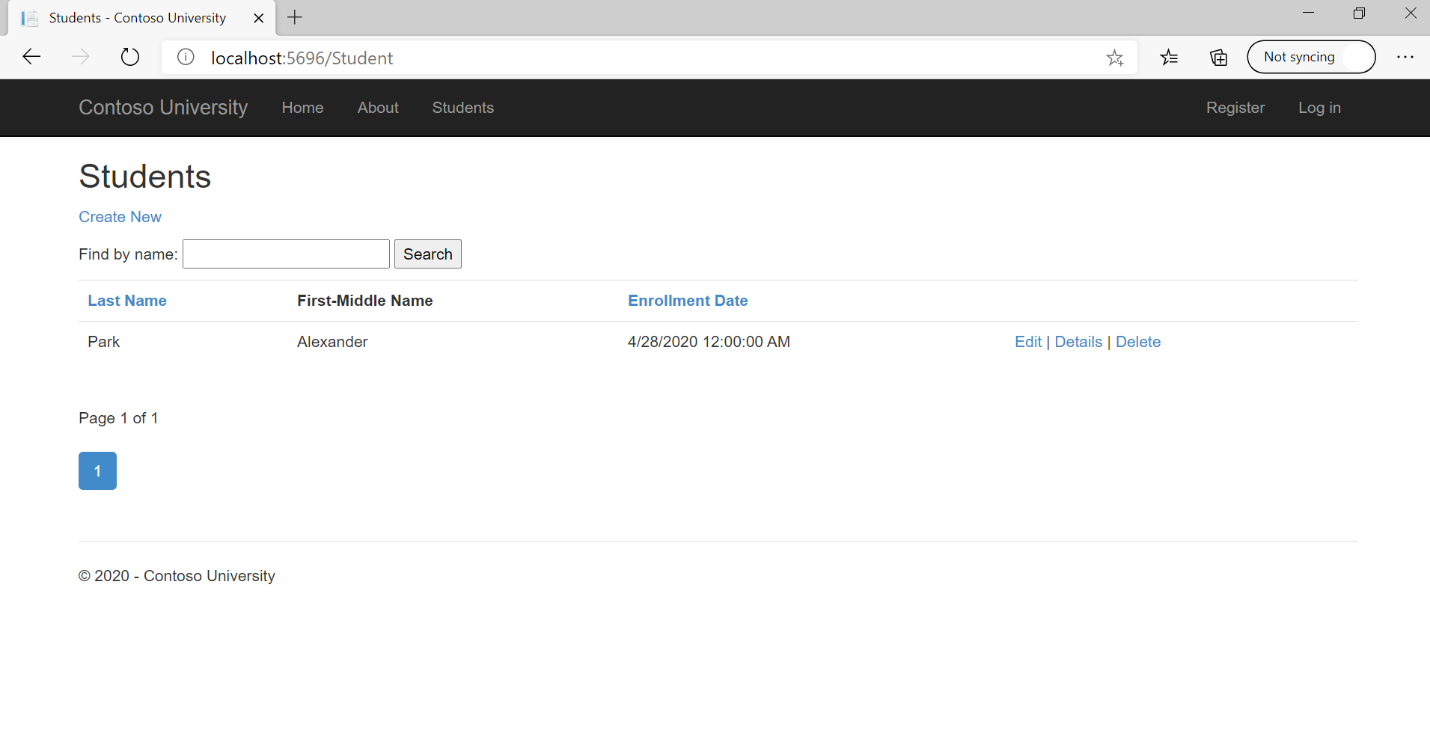 Students - Contoso University
localhost:5696/Student
Not syncing
Contoso University Home About Students Register Log in
Students
Create New
Find by name: Search
Last Name First-Middle Name Enrollment Date
Park Alexander 4/28/2020 12:00:00 AM Edit | Details | Delete
Page 1 of 1
1
© 2020 - Contoso University